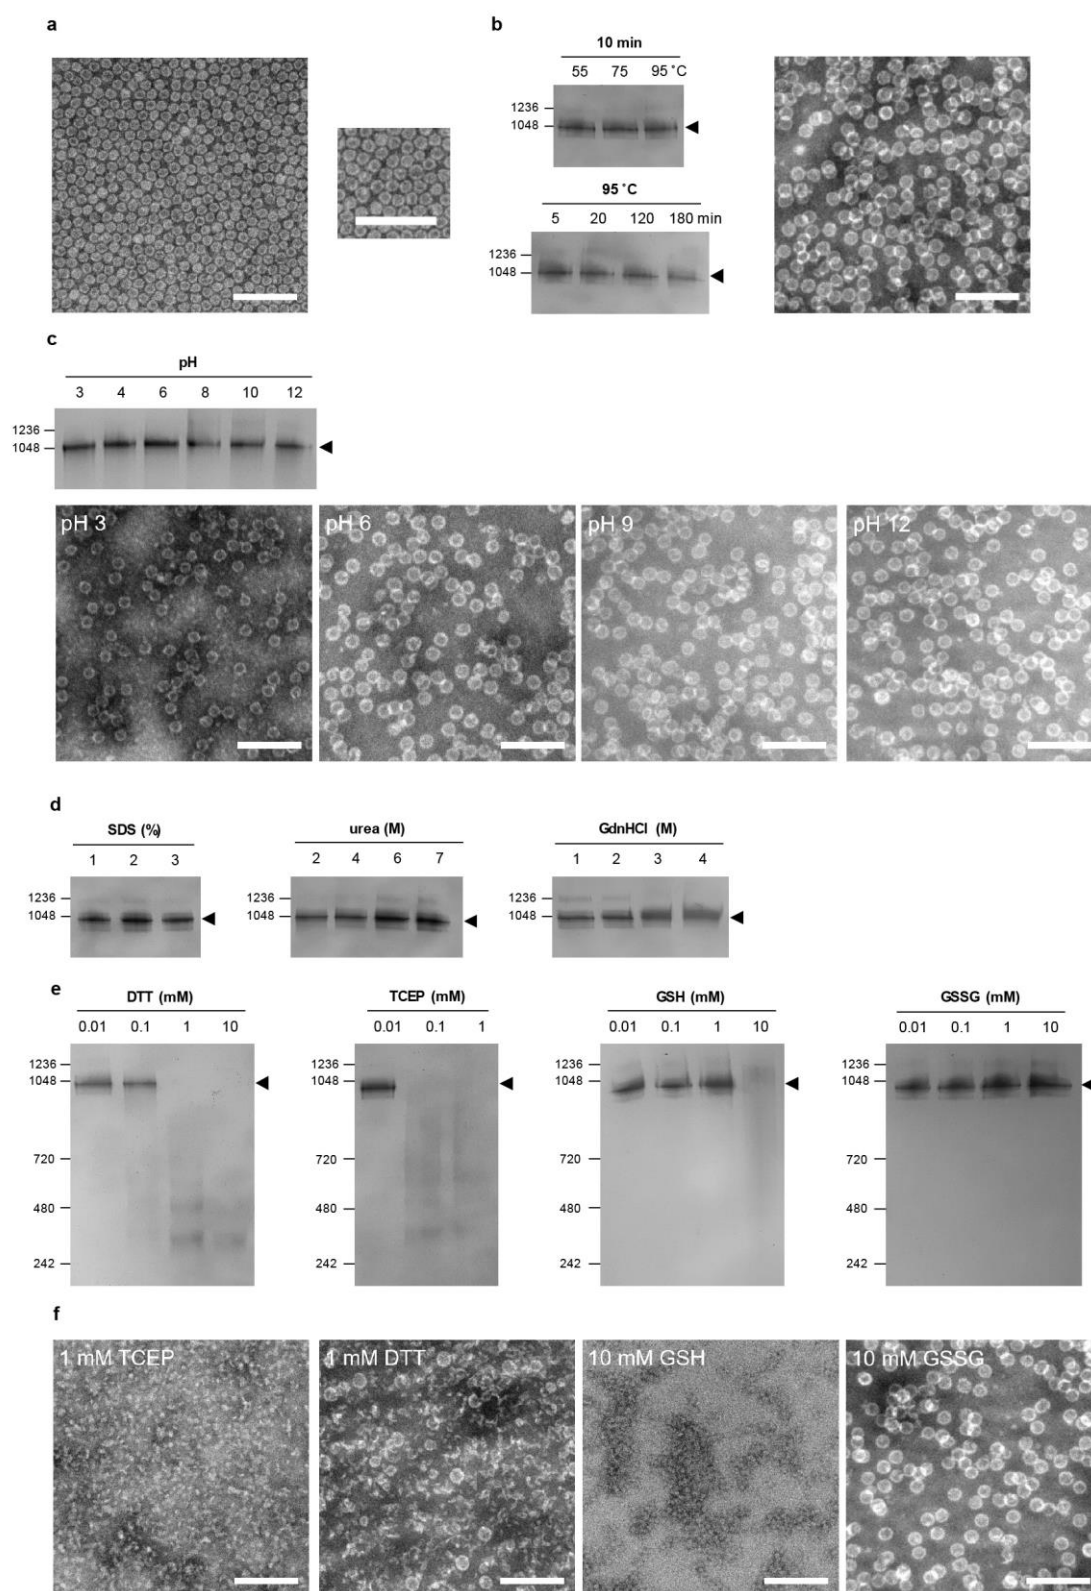 a
b
10 min
55 75 95 ˚C
1236
1048
95 ˚C
5 20 120 180 min
1236
1048
c
pH
3 4 6 8 10 12
1236
1048
pH 3
pH 6
pH 9
pH 12
d
SDS (%)
1 2 3
1236
1048
urea (M)
2 4 6 7
1236
1048
GdnHCl (M)
1 2 3 4
1236
1048
e
DTT (mM)
0.01 0.1 1 10
1236
1048
720
480
242
TCEP (mM)
0.01 0.1 1
1236
1048
720
480
242
GSH (mM)
0.01 0.1 1 10
1236
1048
720
480
242
GSSG (mM)
0.01 0.1 1 10
1236
1048
720
480
242
f
1 mM TCEP
1 mM DTT
10 mM GSH
10 mM GSSG